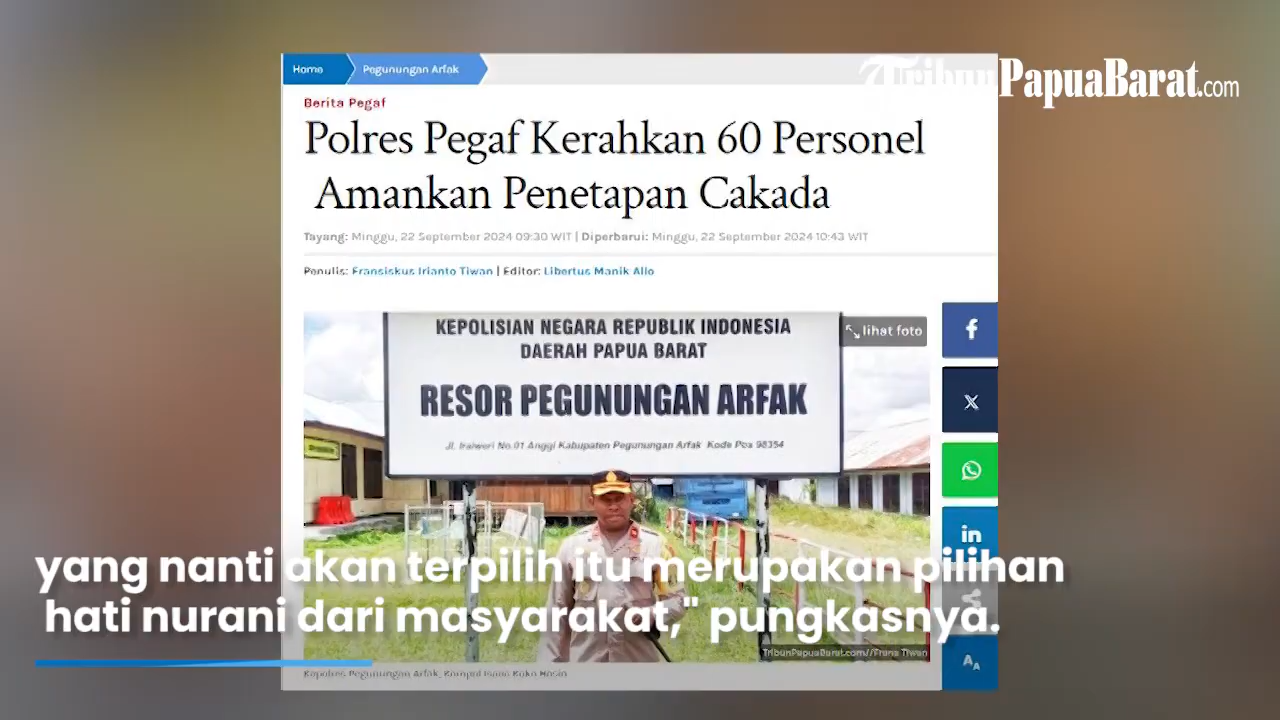 TribunPapuaBarat.com
Home Pegunungan Arfak
Berita Pegaf
Polres Pegaf Kerahkan 60 Personel
Amankan Penetapan Cakada
Tayang: Minggu, 22 September 2024 09:30 WIT | Diperbarui: Minggu, 22 September 2024 10:43 WIT
Penulis: Fransiskus Irianto Tiwan | Editor: Libertus Manik Allo
KEPOLISIAN NEGARA REPUBLIK INDONESIA
DAERAH PAPUA BARAT
RESOR PEGUNUNGAN ARFAK
Jl. Iraiweri No.01 Anggi Kabupaten Pegunungan Arfak Kode Pos 98354
lihat foto
yang nanti akan terpilih itu merupakan pilihan
hati nurani dari masyarakat," pungkasnya.
TribunPapuaBarat.com//Frans Tiwan
Kapolres Pegunungan Arfak, Kompol